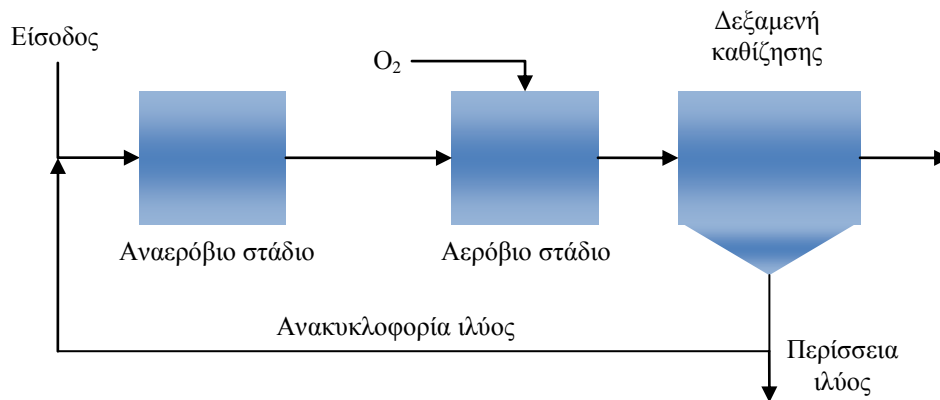 Είσοδος
O₂
Δεξαμενή
καθίζησης
Αναερόβιο στάδιο
Αερόβιο στάδιο
Ανακυκλοφορία ιλύος
Περίσσεια
ιλύος